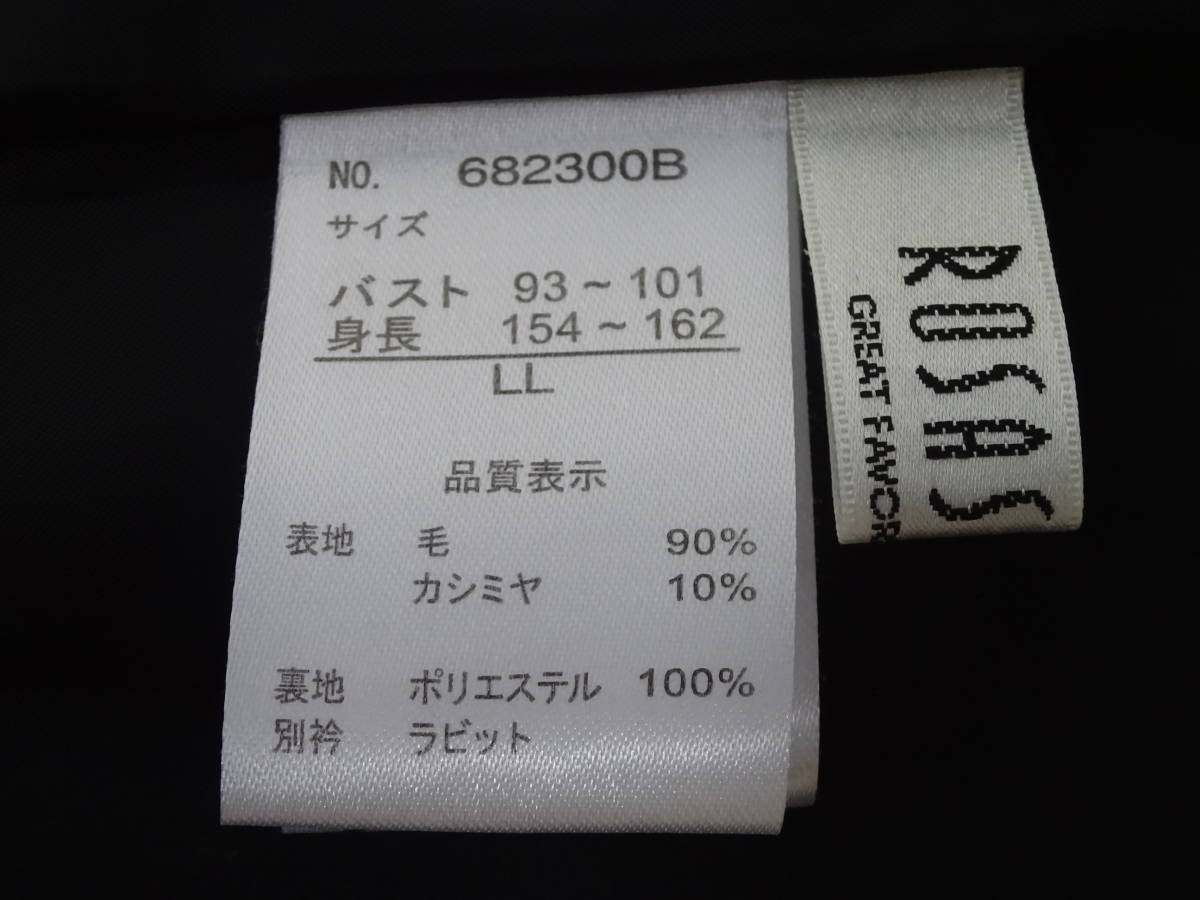 NO. 682300B
サイズ
バスト 93～101
身長 154～162
LL
品質表示
表地 毛 90%
カシミヤ 10%
裏地 ポリエステル 100%
別衿 ラビット
ROSAS
GREAT FAVOR